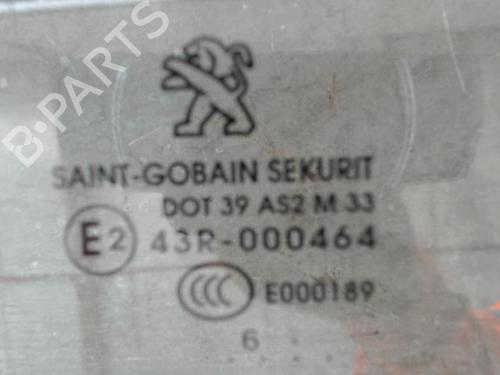 B-PARTS
SAINT-GOBAIN SEKURIT
DOT 39 AS2 M 33
E2 43R-000464
CCC E000189
6